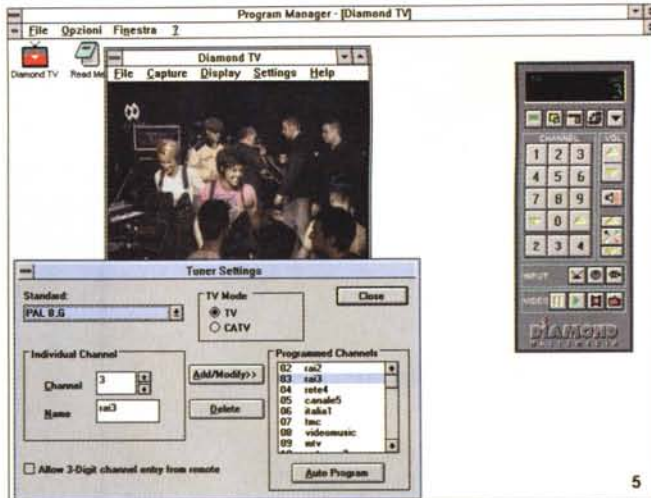 Program Manager - [Diamond TV]
File Opzioni Finestra ?
Diamond TV
Read Me
Diamond TV
File Capture Display Settings Help
3
CHANNEL VOL
1 2 3
4 5 6
7 8 9
0
2 3 4
INPUT
VIDEO
DIAMOND
MULTIMEDIA
Tuner Settings
Standard:
PAL B,G
TV Mode
TV
CATV
Close
Individual Channel
Channel 3
Name rai3
Add/Modify>>
Delete
Programmed Channels
02 rai2
03 rai3
04 rete4
05 canale5
06 italia1
07 tmc
08 videomusic
09 mtv
Allow 3-Digit channel entry from remote
Auto Program
5